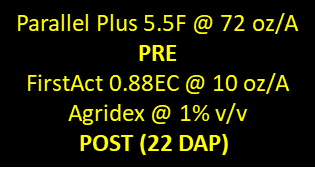 Parallel Plus 5.5F @ 72 oz/A
PRE
FirstAct 0.88EC @ 10 oz/A
Agridex @ 1% v/v
POST (22 DAP)